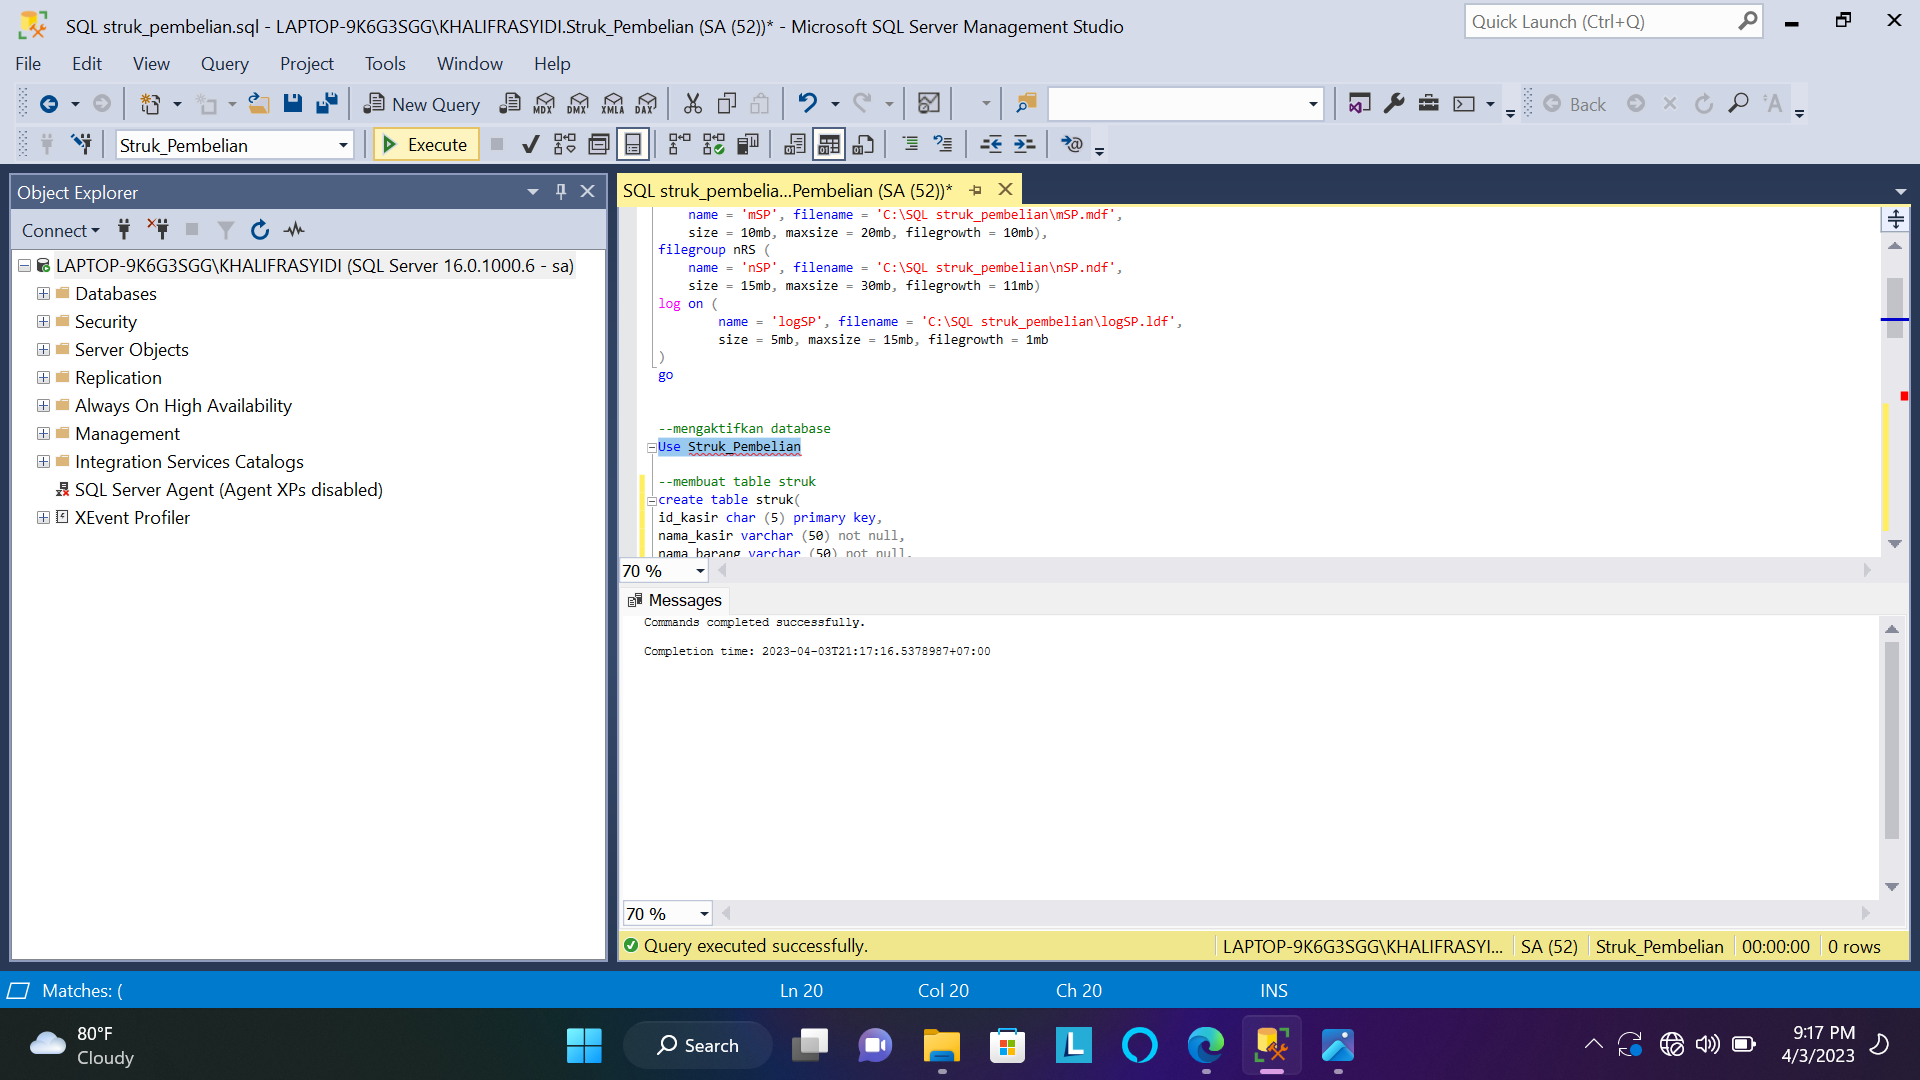 SQL struk_pembelian.sql - LAPTOP-9K6G3SGG\KHALIFRASYIDI.Struk_Pembelian (SA (52))* - Microsoft SQL Server Management Studio
Quick Launch (Ctrl+Q)
File Edit View Query Project Tools Window Help
New Query MDX DMX XMLA DAX Back
Struk_Pembelian Execute
Object Explorer
Connect
LAPTOP-9K6G3SGG\KHALIFRASYIDI (SQL Server 16.0.1000.6 - sa)
Databases
Security
Server Objects
Replication
Always On High Availability
Management
Integration Services Catalogs
SQL Server Agent (Agent XPs disabled)
XEvent Profiler
SQL struk_pembelia...Pembelian (SA (52))*
name = 'mSP', filename = 'C:\SQL struk_pembelian\mSP.mdf',
size = 10mb, maxsize = 20mb, filegrowth = 10mb),
filegroup nRS (
name = 'nSP', filename = 'C:\SQL struk_pembelian\nSP.ndf',
size = 15mb, maxsize = 30mb, filegrowth = 11mb)
log on (
name = 'logSP', filename = 'C:\SQL struk_pembelian\logSP.ldf',
size = 5mb, maxsize = 15mb, filegrowth = 1mb
)
go
--mengaktifkan database
Use Struk_Pembelian
--membuat table struk
create table struk(
id_kasir char (5) primary key,
nama_kasir varchar (50) not null,
nama_barang varchar (50) not null,
70 %
Messages
Commands completed successfully.
Completion time: 2023-04-03T21:17:16.5378987+07:00
70 %
Query executed successfully.
LAPTOP-9K6G3SGG\KHALIFRASYI... SA (52) Struk_Pembelian 00:00:00 0 rows
Matches: (
Ln 20 Col 20 Ch 20 INS
80°F
Cloudy
Search
L
9:17 PM
4/3/2023